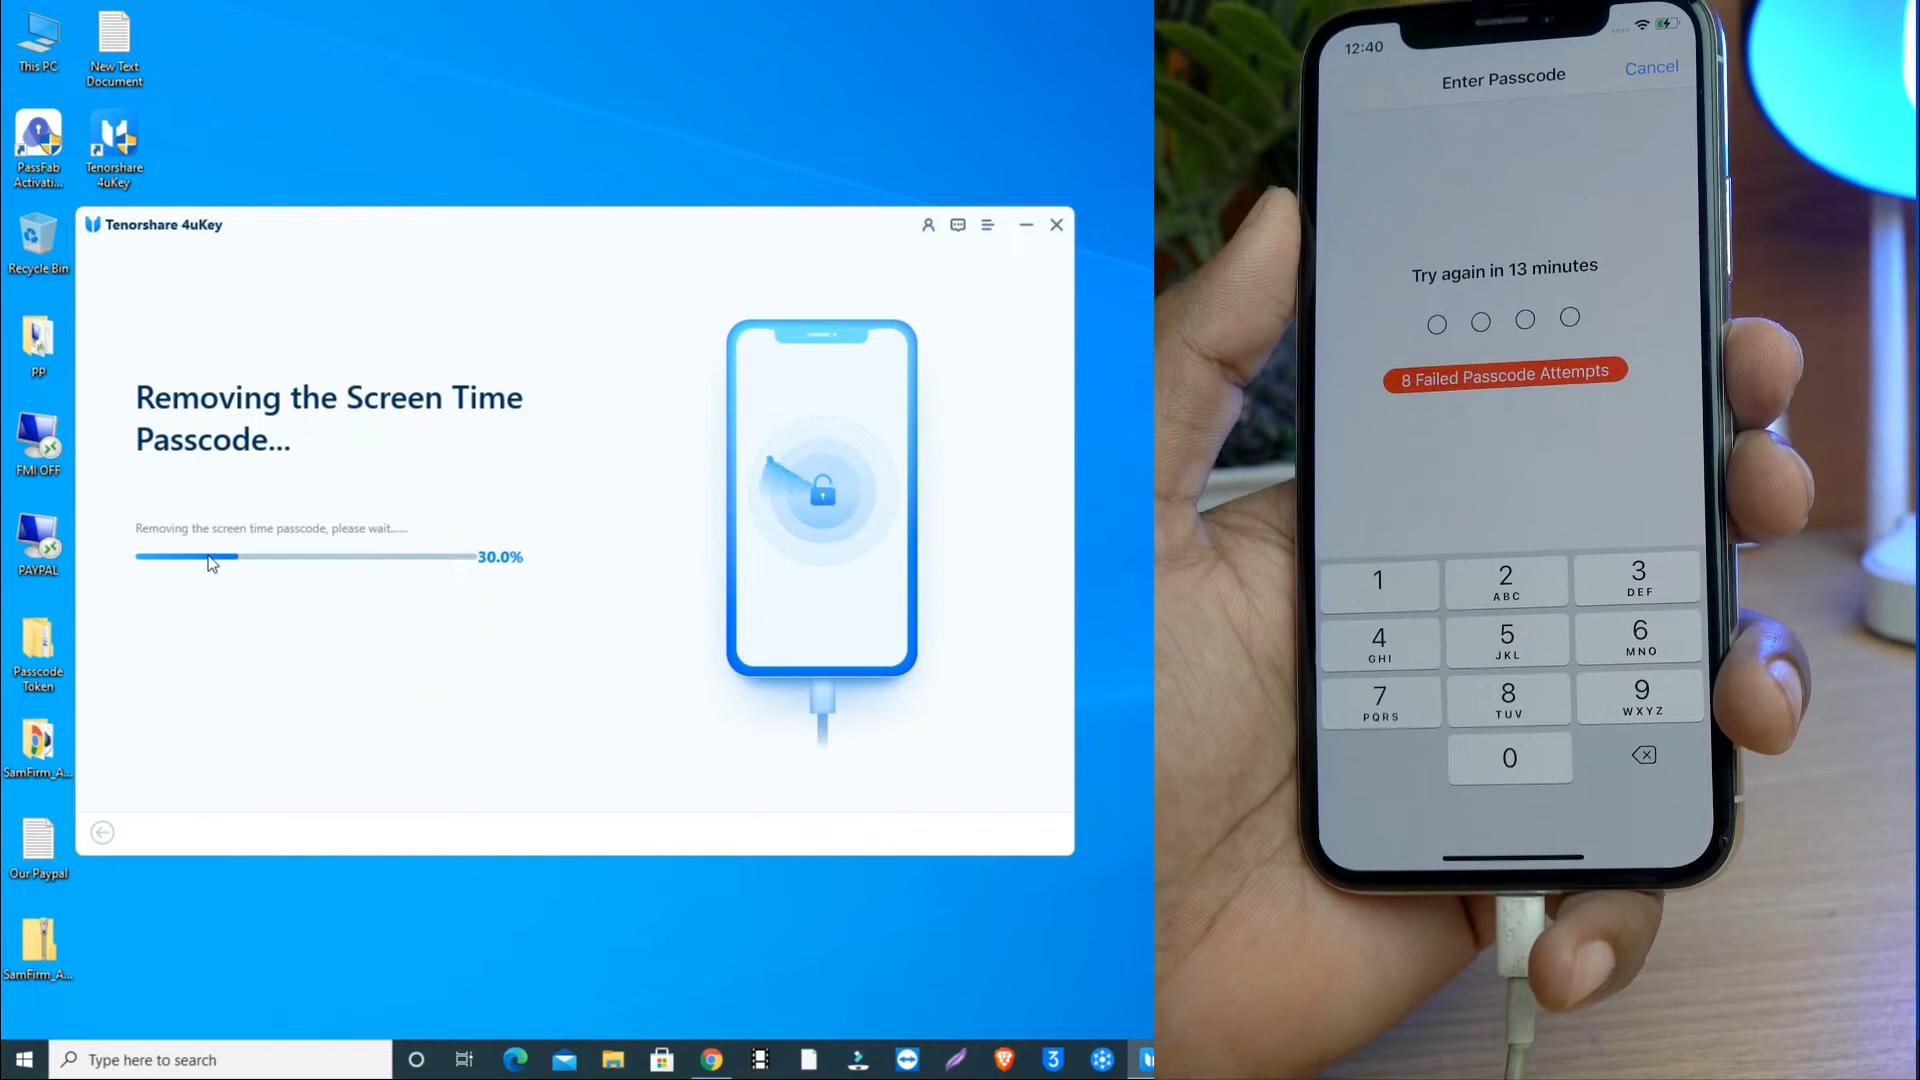 This PC
New Text
Document
PassFab
Activati...
Tenorshare
4uKey
Recycle Bin
pp
FMI OFF
PAYPAL
Passcode
Token
SamFirm_A...
Our Paypal
SamFirm_A...
Tenorshare 4uKey
Removing the Screen Time
Passcode...
Removing the screen time passcode, please wait......
30.0%
Type here to search
3
12:40
Enter Passcode
Cancel
Try again in 13 minutes
8 Failed Passcode Attempts
1
2
ABC
3
DEF
4
GHI
5
JKL
6
MNO
7
PQRS
8
TUV
9
WXYZ
0